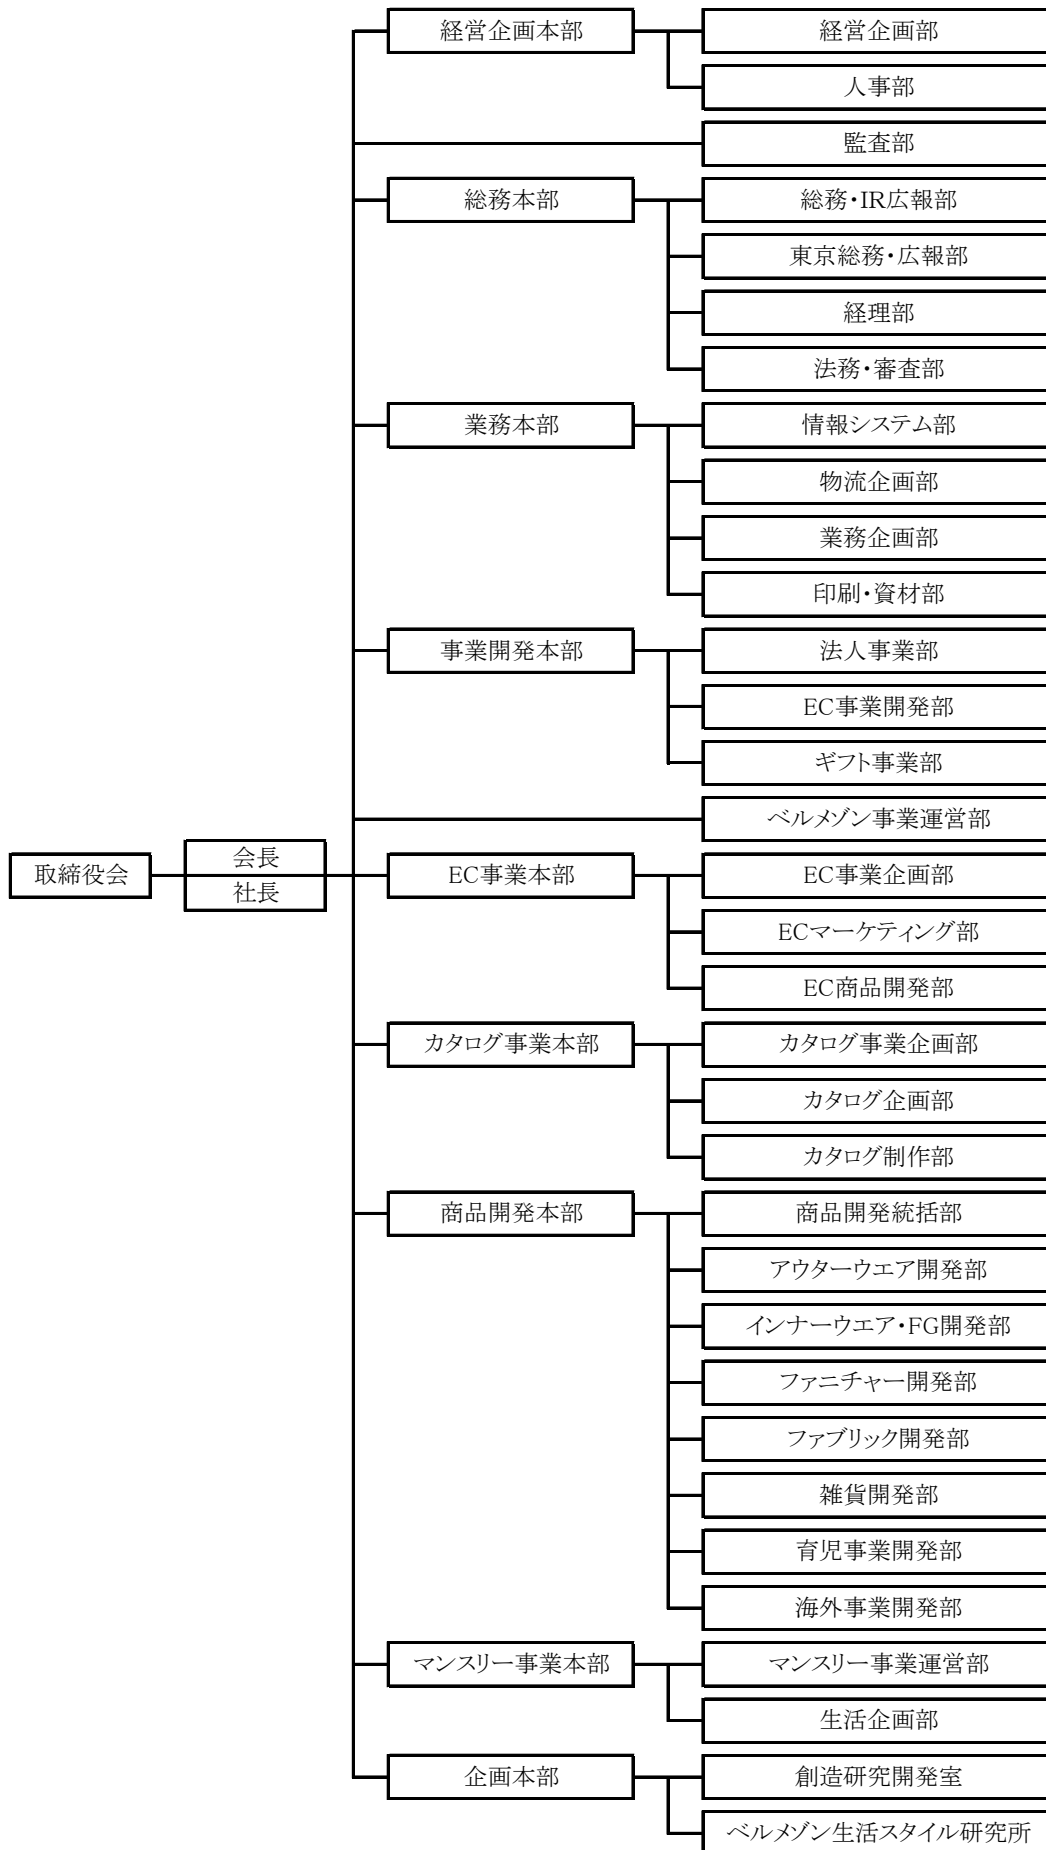 経営企画本部
経営企画部
人事部
監査部
総務本部
総務・IR広報部
東京総務・広報部
経理部
法務・審査部
業務本部
情報システム部
物流企画部
業務企画部
印刷・資材部
事業開発本部
法人事業部
EC事業開発部
ギフト事業部
ベルメゾン事業運営部
取締役会
会長
社長
EC事業本部
EC事業企画部
ECマーケティング部
EC商品開発部
カタログ事業本部
カタログ事業企画部
カタログ企画部
カタログ制作部
商品開発本部
商品開発統括部
アウターウエア開発部
インナーウエア・FG開発部
ファニチャー開発部
ファブリック開発部
雑貨開発部
育児事業開発部
海外事業開発部
マンスリー事業本部
マンスリー事業運営部
生活企画部
企画本部
創造研究開発室
ベルメゾン生活スタイル研究所